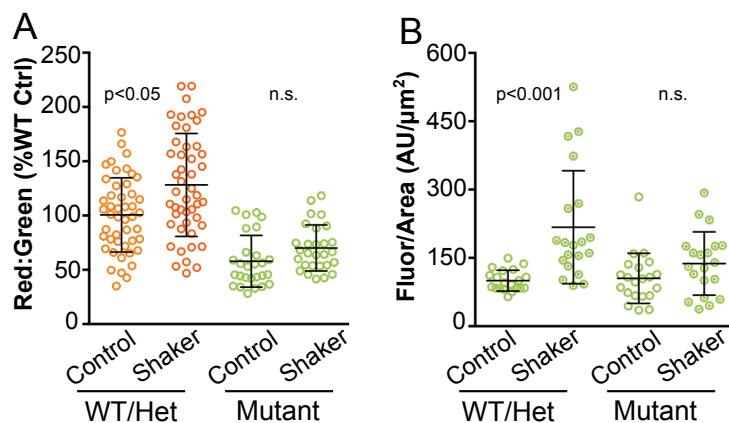 A
Red:Green (%WT Ctrl)
250
200
150
100
50
0
p<0.05
n.s.
Control
Shaker
Control
Shaker
WT/Het
Mutant
B
Fluor/Area (AU/µm²)
600
450
300
150
0
p<0.001
n.s.
Control
Shaker
Control
Shaker
WT/Het
Mutant